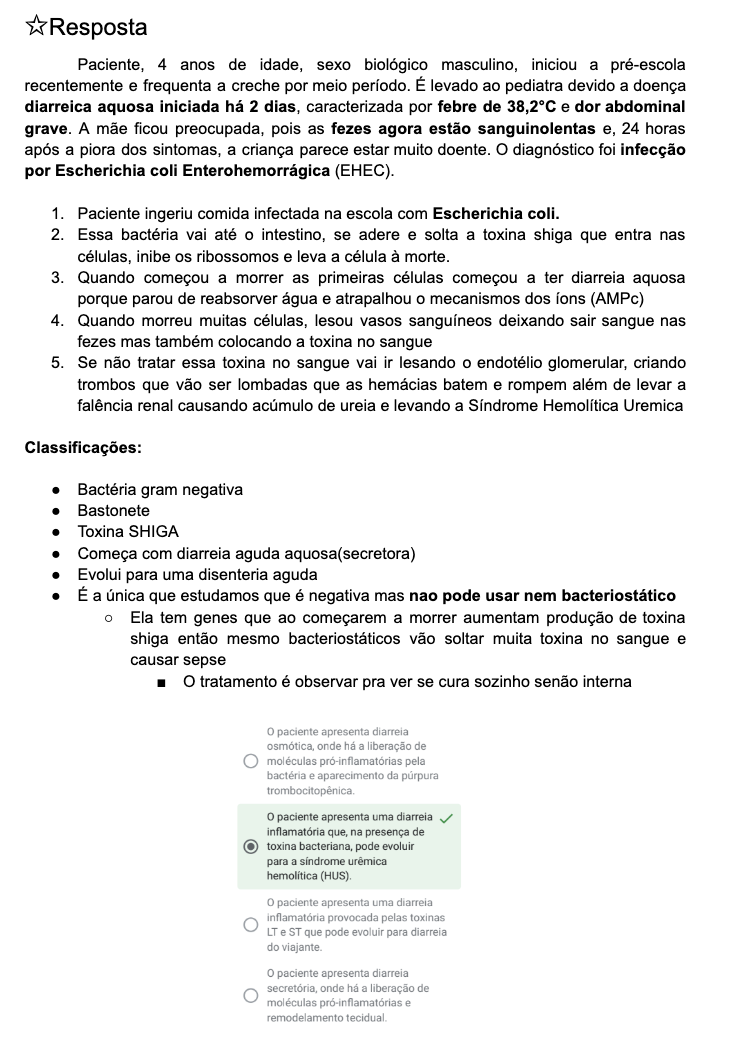 ☆Resposta
Paciente, 4 anos de idade, sexo biológico masculino, iniciou a pré-escola
recentemente e frequenta a creche por meio período. É levado ao pediatra devido a doença
diarreica aquosa iniciada há 2 dias, caracterizada por febre de 38,2°C e dor abdominal
grave. A mãe ficou preocupada, pois as fezes agora estão sanguinolentas e, 24 horas
após a piora dos sintomas, a criança parece estar muito doente. O diagnóstico foi infecção
por Escherichia coli Enterohemorrágica (EHEC).
1. Paciente ingeriu comida infectada na escola com Escherichia coli.
2. Essa bactéria vai até o intestino, se adere e solta a toxina shiga que entra nas
células, inibe os ribossomos e leva a célula à morte.
3. Quando começou a morrer as primeiras células começou a ter diarreia aquosa
porque parou de reabsorver água e atrapalhou o mecanismos dos íons (AMPc)
4. Quando morreu muitas células, lesou vasos sanguíneos deixando sair sangue nas
fezes mas também colocando a toxina no sangue
5. Se não tratar essa toxina no sangue vai ir lesando o endotélio glomerular, criando
trombos que vão ser lombadas que as hemácias batem e rompem além de levar a
falência renal causando acúmulo de ureia e levando a Síndrome Hemolítica Uremica
Classificações:
● Bactéria gram negativa
● Bastonete
● Toxina SHIGA
● Começa com diarreia aguda aquosa(secretora)
● Evolui para uma disenteria aguda
● É a única que estudamos que é negativa mas nao pode usar nem bacteriostático
○ Ela tem genes que ao começarem a morrer aumentam produção de toxina
shiga então mesmo bacteriostáticos vão soltar muita toxina no sangue e
causar sepse
■ O tratamento é observar pra ver se cura sozinho senão interna
O paciente apresenta diarreia
osmótica, onde há a liberação de
moléculas pró-inflamatórias pela
bactéria e aparecimento da púrpura
trombocitopênica.
O paciente apresenta uma diarreia
inflamatória que, na presença de
toxina bacteriana, pode evoluir
para a síndrome urêmica
hemolítica (HUS).
O paciente apresenta uma diarreia
inflamatória provocada pelas toxinas
LT e ST que pode evoluir para diarreia
do viajante.
O paciente apresenta diarreia
secretória, onde há a liberação de
moléculas pró-inflamatórias e
remodelamento tecidual.